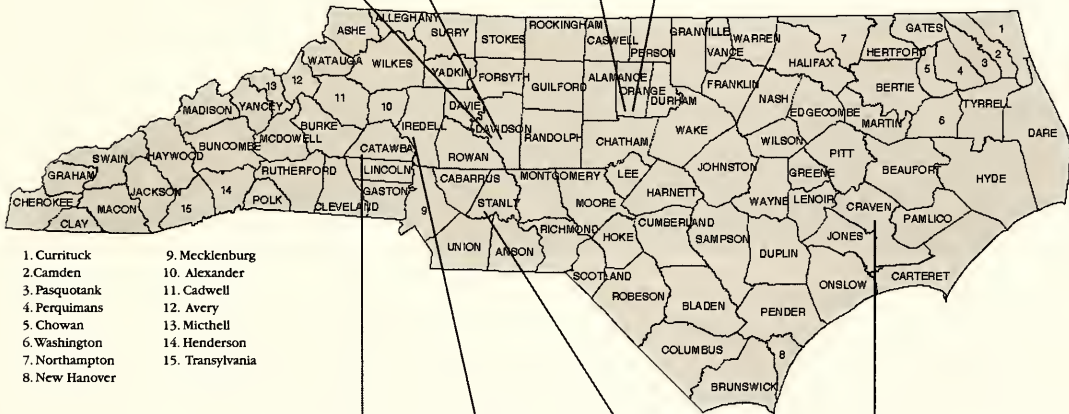 ALLEGHANY
ROCKINGHAM
GATES
1
ASHE
SURRY
STOKES
CASWELL
PERSON
GRANVILLE
VANCE
WARREN
7
HERTFORD
2
WATAUGA
WILKES
HALIFAX
3
12
YADKIN
FORSYTH
GUILFORD
ALAMANCE
ORANGE
FRANKLIN
5
4
13
11
10
DAVIE
DURHAM
NASH
BERTIE
TYRRELL
MADISON
YANCEY
IREDELL
DAVIDSON
EDGECOMBE
MARTIN
6
DARE
BURKE
MCDOWELL
CATAWBA
RANDOLPH
CHATHAM
WAKE
WILSON
BUNCOMBE
ROWAN
PITT
SWAIN
HAYWOOD
RUTHERFORD
LINCOLN
CABARRUS
MONTGOMERY
LEE
JOHNSTON
GREENE
BEAUFORT
HYDE
GRAHAM
JACKSON
14
GASTON
HARNETT
CHEROKEE
MACON
15
POLK
CLEVELAND
9
STANLY
MOORE
WAYNE
LENOIR
CRAVEN
PAMLICO
CLAY
UNION
ANSON
RICHMOND
HOKE
CUMBERLAND
SAMPSON
DUPLIN
JONES
SCOTLAND
ONSLOW
CARTERET
ROBESON
BLADEN
PENDER
COLUMBUS
8
BRUNSWICK
1. Currituck
2.Camden
3. Pasquotank
4. Perquimans
5. Chowan
6.Washington
7. Northampton
8. New Hanover
9. Mecklenburg
10. Alexander
11. Cadwell
12. Avery
13. Micthell
14. Henderson
15. Transylvania